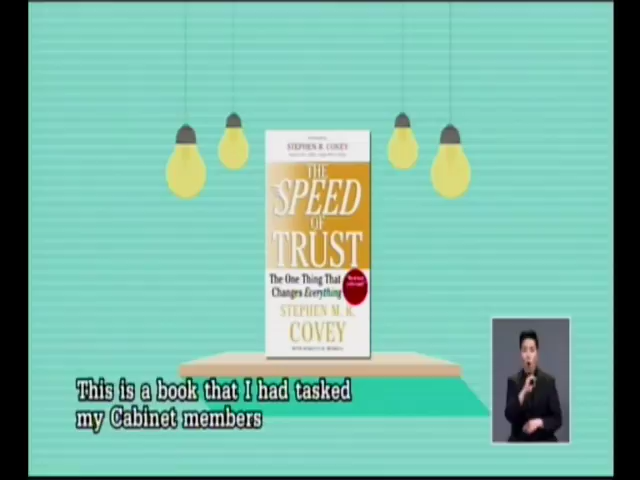 STEPHEN R. COVEY
THE
SPEED
OF
TRUST
The One Thing That
Changes Everything
STEPHEN M. R.
COVEY
This is a book that I had tasked
my Cabinet members